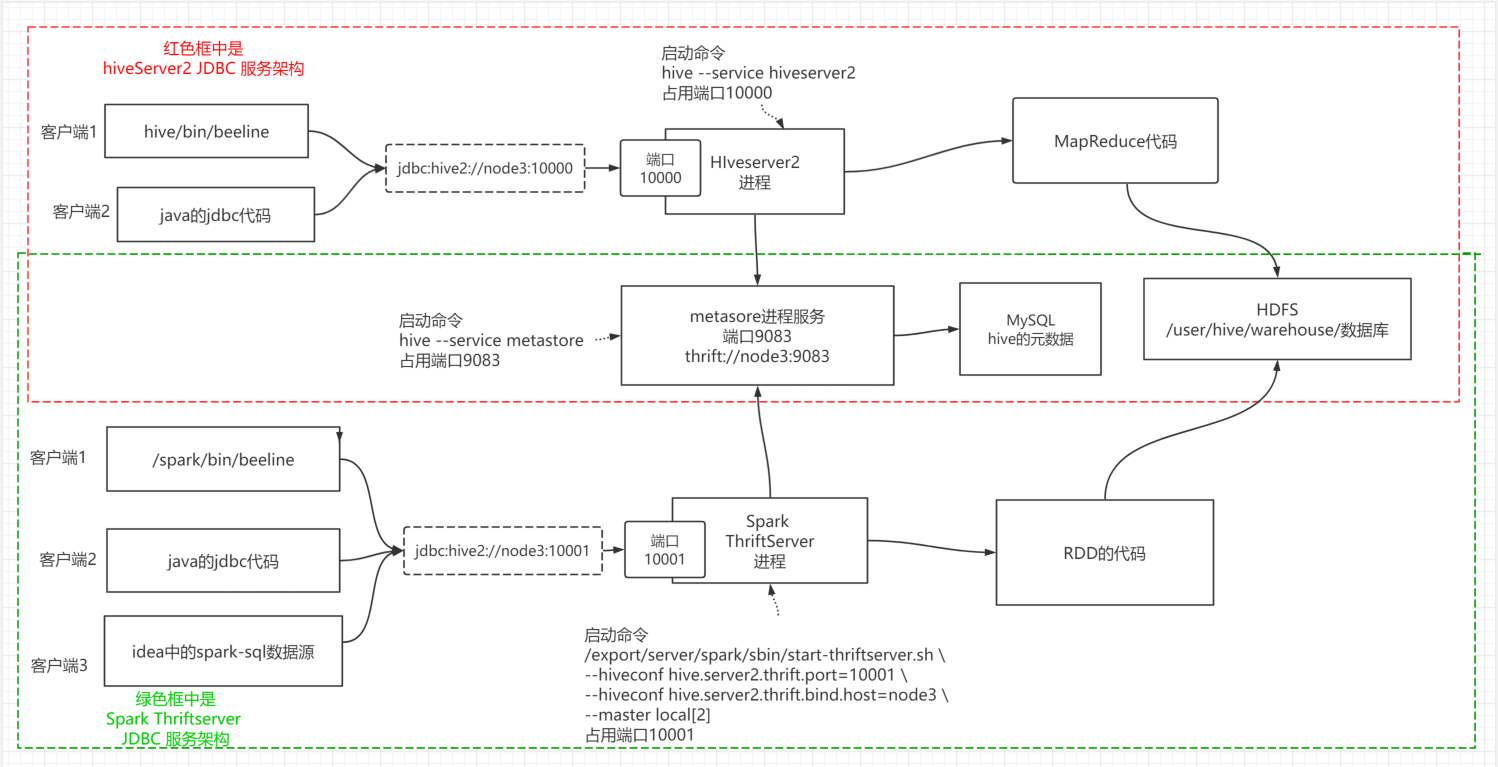 红色框中是
hiveServer2 JDBC 服务架构
启动命令
hive --service hiveserver2
占用端口10000
客户端1
hive/bin/beeline
客户端2
java的jdbc代码
jdbc:hive2://node3:10000
端口
10000
HIveserver2
进程
MapReduce代码
启动命令
hive --service metastore
占用端口9083
metasore进程服务
端口9083
thrift://node3:9083
MySQL
hive的元数据
HDFS
/user/hive/warehouse/数据库
客户端1
/spark/bin/beeline
客户端2
java的jdbc代码
客户端3
idea中的spark-sql数据源
jdbc:hive2://node3:10001
端口
10001
Spark
ThriftServer
进程
RDD的代码
启动命令
/export/server/spark/sbin/start-thriftserver.sh \
--hiveconf hive.server2.thrift.port=10001 \
--hiveconf hive.server2.thrift.bind.host=node3 \
--master local[2]
占用端口10001
绿色框中是
Spark Thriftserver
JDBC 服务架构